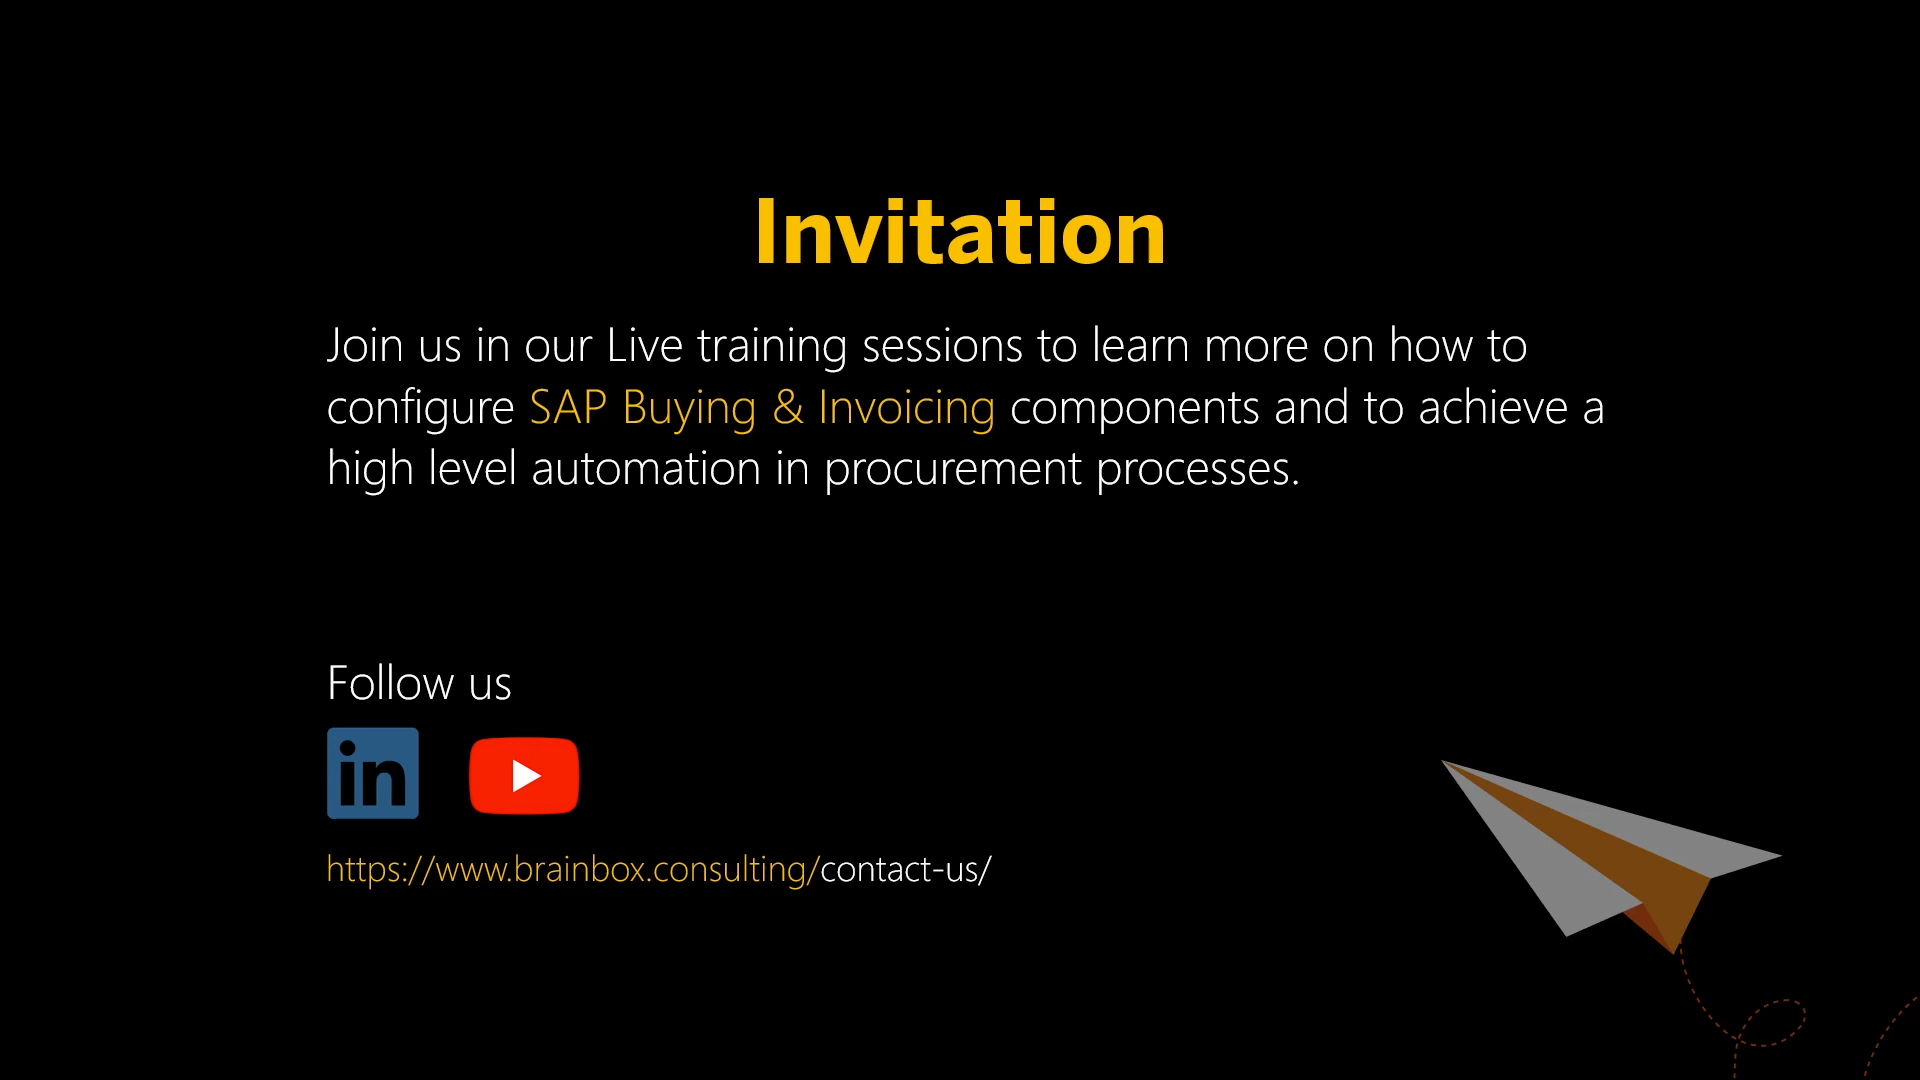 Invitation
Join us in our Live training sessions to learn more on how to
configure SAP Buying & Invoicing components and to achieve a
high level automation in procurement processes.
Follow us
in
https://www.brainbox.consulting/contact-us/